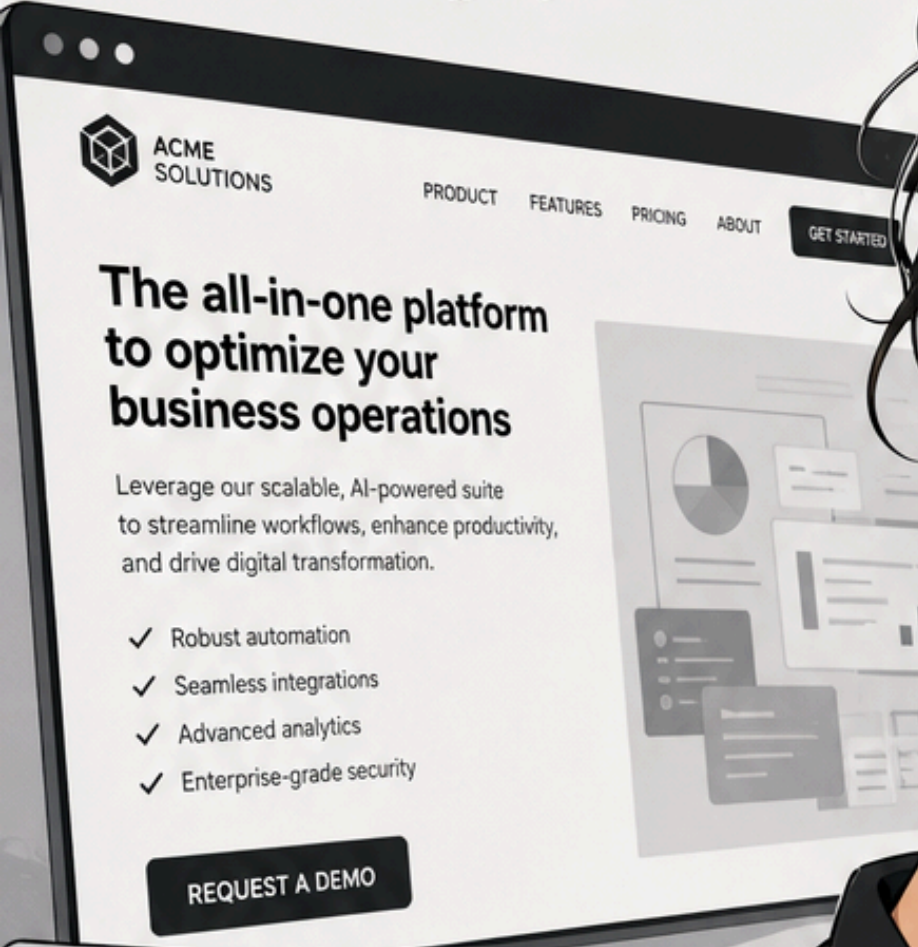 ACME
SOLUTIONS
PRODUCT FEATURES PRICING ABOUT GET STARTED
The all-in-one platform
to optimize your
business operations
Leverage our scalable, AI-powered suite
to streamline workflows, enhance productivity,
and drive digital transformation.
Robust automation
Seamless integrations
Advanced analytics
Enterprise-grade security
REQUEST A DEMO